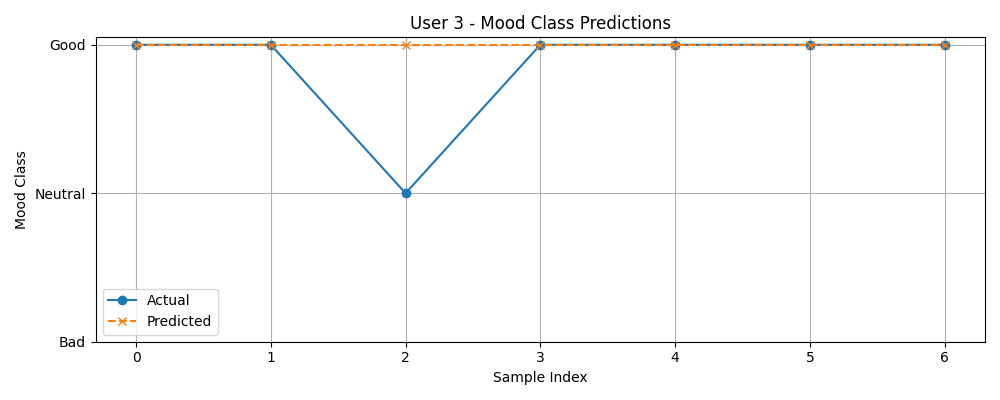 User 3 - Mood Class Predictions
Good
Neutral
Bad
Mood Class
Actual
Predicted
0 1 2 3 4 5 6
Sample Index